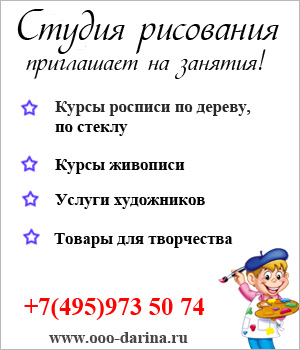 Студия рисования
приглашает на занятия!
Курсы росписи по дереву,
по стеклу
Курсы живописи
Услуги художников
Товары для творчества
+7(495)973 50 74
www.ooo-darina.ru